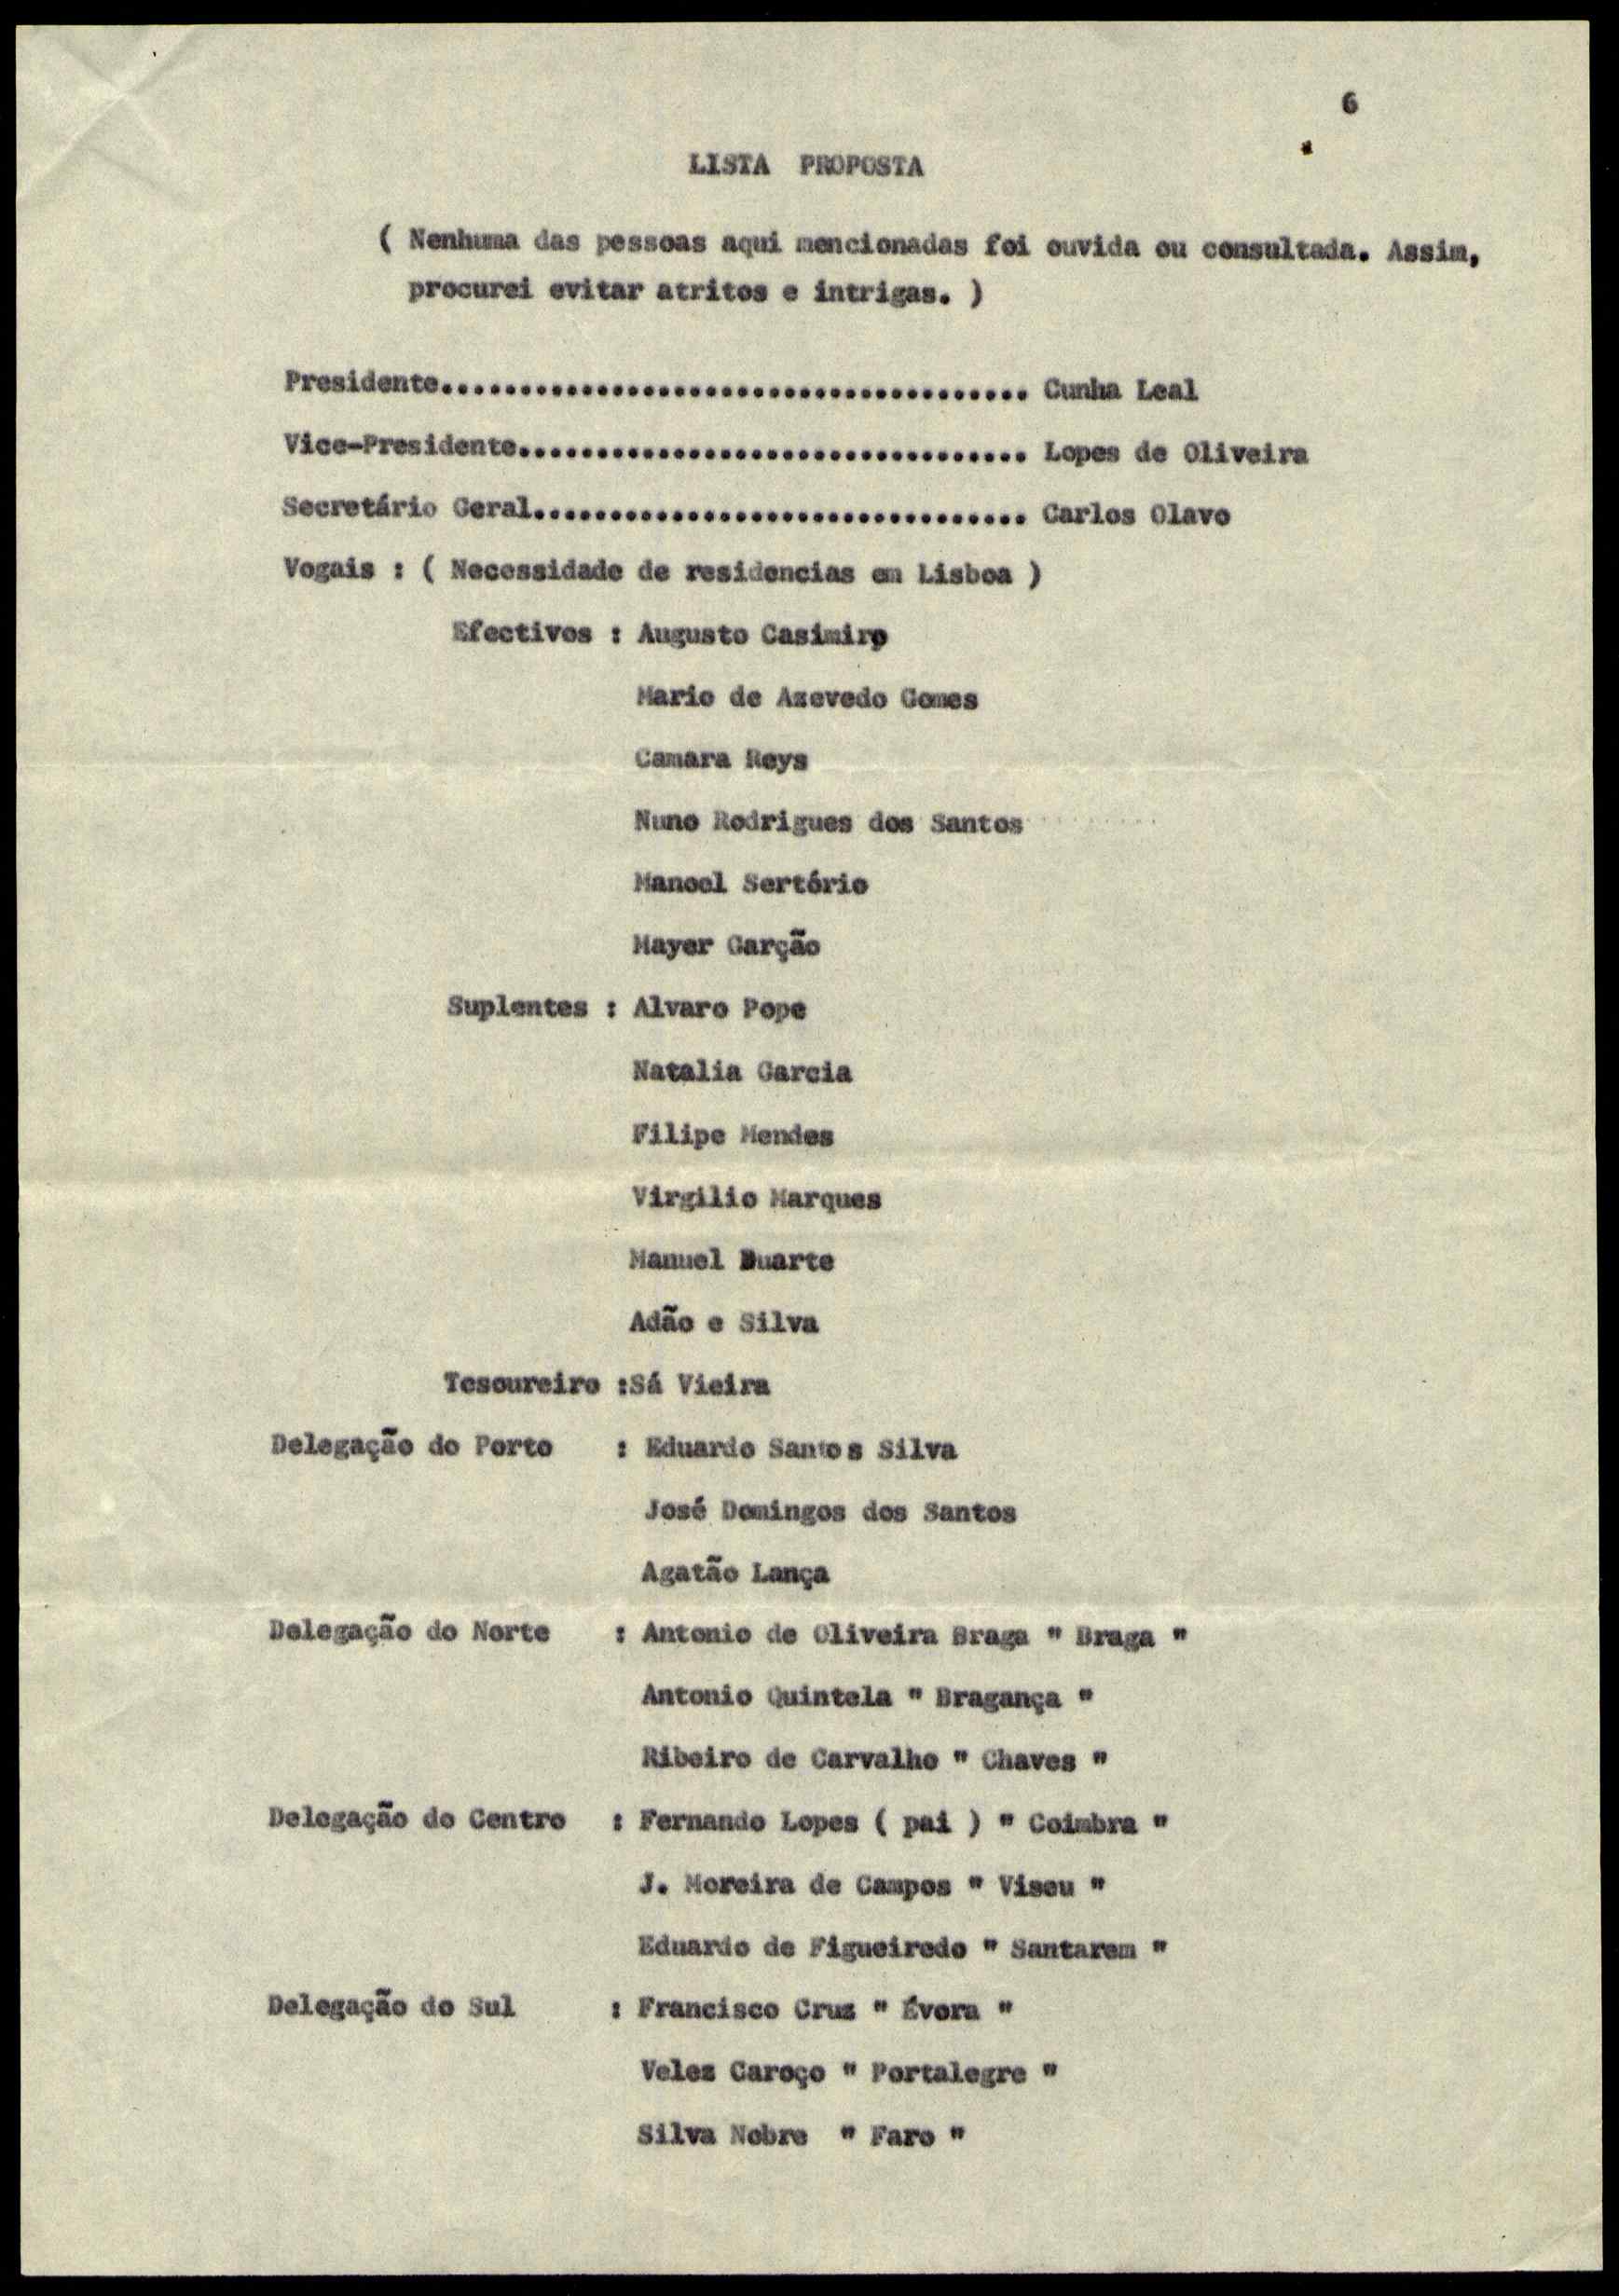 6
LISTA PROPOSTA
( Nenhuma das pessoas aqui mencionadas foi ouvida ou consultada. Assim,
procurei evitar atritos e intrigas. )
Presidente...................................... Cunha Leal
Vice-Presidente................................. Lopes de Oliveira
Secretário Geral................................ Carlos Olavo
Vogais : ( Necessidade de residencias em Lisboa )
Efectivos : Augusto Casimiro
Mario de Azevedo Gomes
Camara Reys
Nuno Rodrigues dos Santos
Manoel Sertório
Mayer Garção
Suplentes : Alvaro Pope
Natalia Garcia
Filipe Mendes
Virgilio Marques
Manuel Duarte
Adão e Silva
Tesoureiro :Sá Vieira
Delegação do Porto : Eduardo Santos Silva
José Domingos dos Santos
Agatão Lança
Delegação do Norte : Antonio de Oliveira Braga " Braga "
Antonio Quintela " Bragança "
Ribeiro de Carvalho " Chaves "
Delegação do Centro : Fernando Lopes ( pai ) " Coimbra "
J. Moreira de Campos " Viseu "
Eduardo de Figueiredo " Santarem "
Delegação do Sul : Francisco Cruz " Évora "
Velez Caroço " Portalegre "
Silva Nobre " Faro "